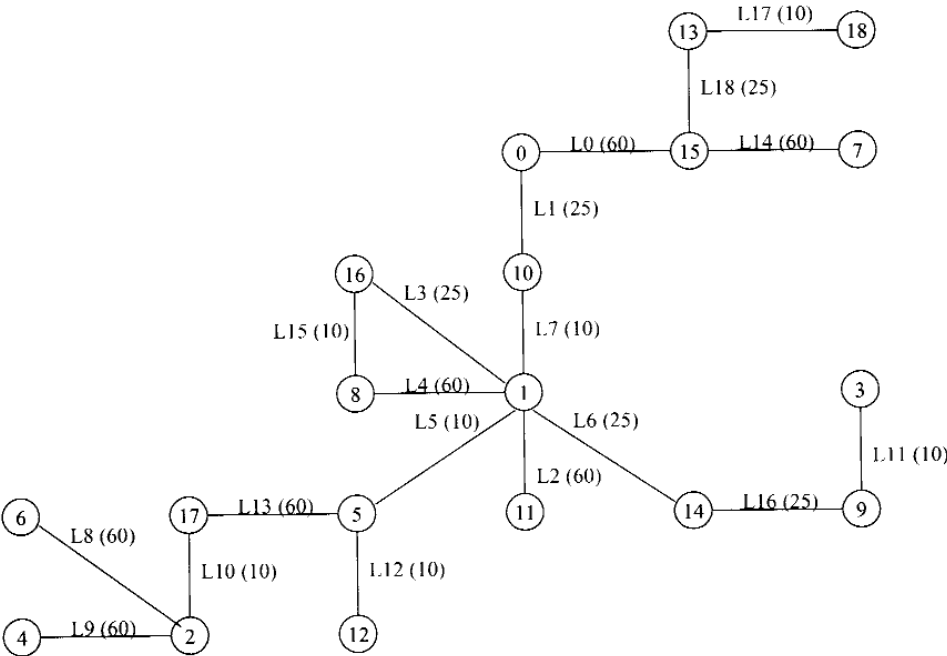 L17 (10)
13
18
L18 (25)
0
L0 (60)
15
L14 (60)
7
L1 (25)
16
10
L3 (25)
L15 (10)
L7 (10)
8
L4 (60)
1
3
L5 (10)
L6 (25)
L11 (10)
L2 (60)
6
17
L13 (60)
5
11
14
L16 (25)
9
L8 (60)
L10 (10)
L12 (10)
4
L9 (60)
2
12